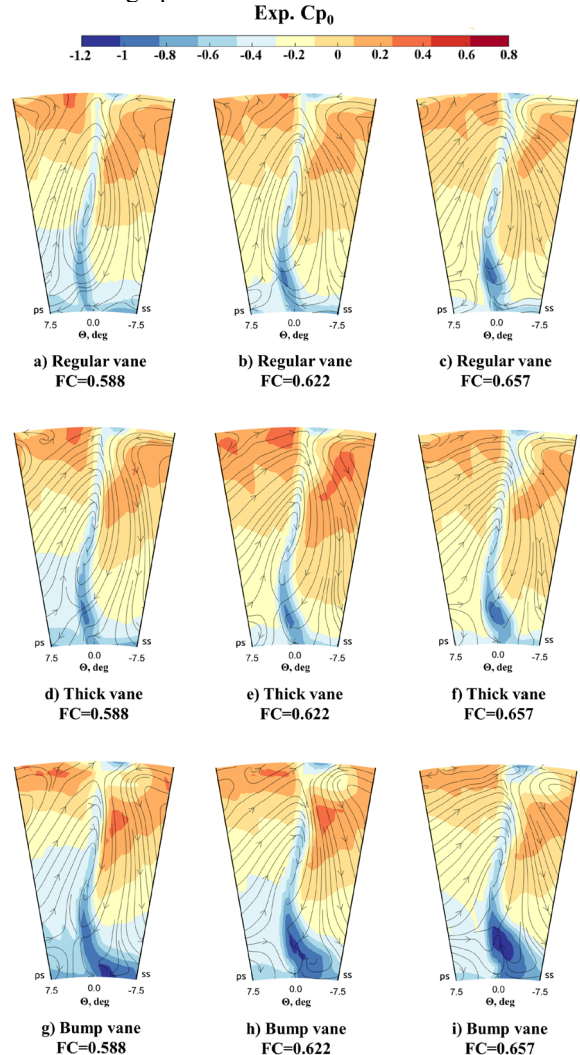 Exp. Cp₀
-1.2 -1 -0.8 -0.6 -0.4 -0.2 0 0.2 0.4 0.6 0.8
ps ss ps ss ps ss
7.5 0.0 -7.5 7.5 0.0 -7.5 7.5 0.0 -7.5
Θ, deg Θ, deg Θ, deg
a) Regular vane b) Regular vane c) Regular vane
FC=0.588 FC=0.622 FC=0.657
ps ss ps ss ps ss
7.5 0.0 -7.5 7.5 0.0 -7.5 7.5 0.0 -7.5
Θ, deg Θ, deg Θ, deg
d) Thick vane e) Thick vane f) Thick vane
FC=0.588 FC=0.622 FC=0.657
ps ss ps ss ps ss
7.5 0.0 -7.5 7.5 0.0 -7.5 7.5 0.0 -7.5
Θ, deg Θ, deg Θ, deg
g) Bump vane h) Bump vane i) Bump vane
FC=0.588 FC=0.622 FC=0.657